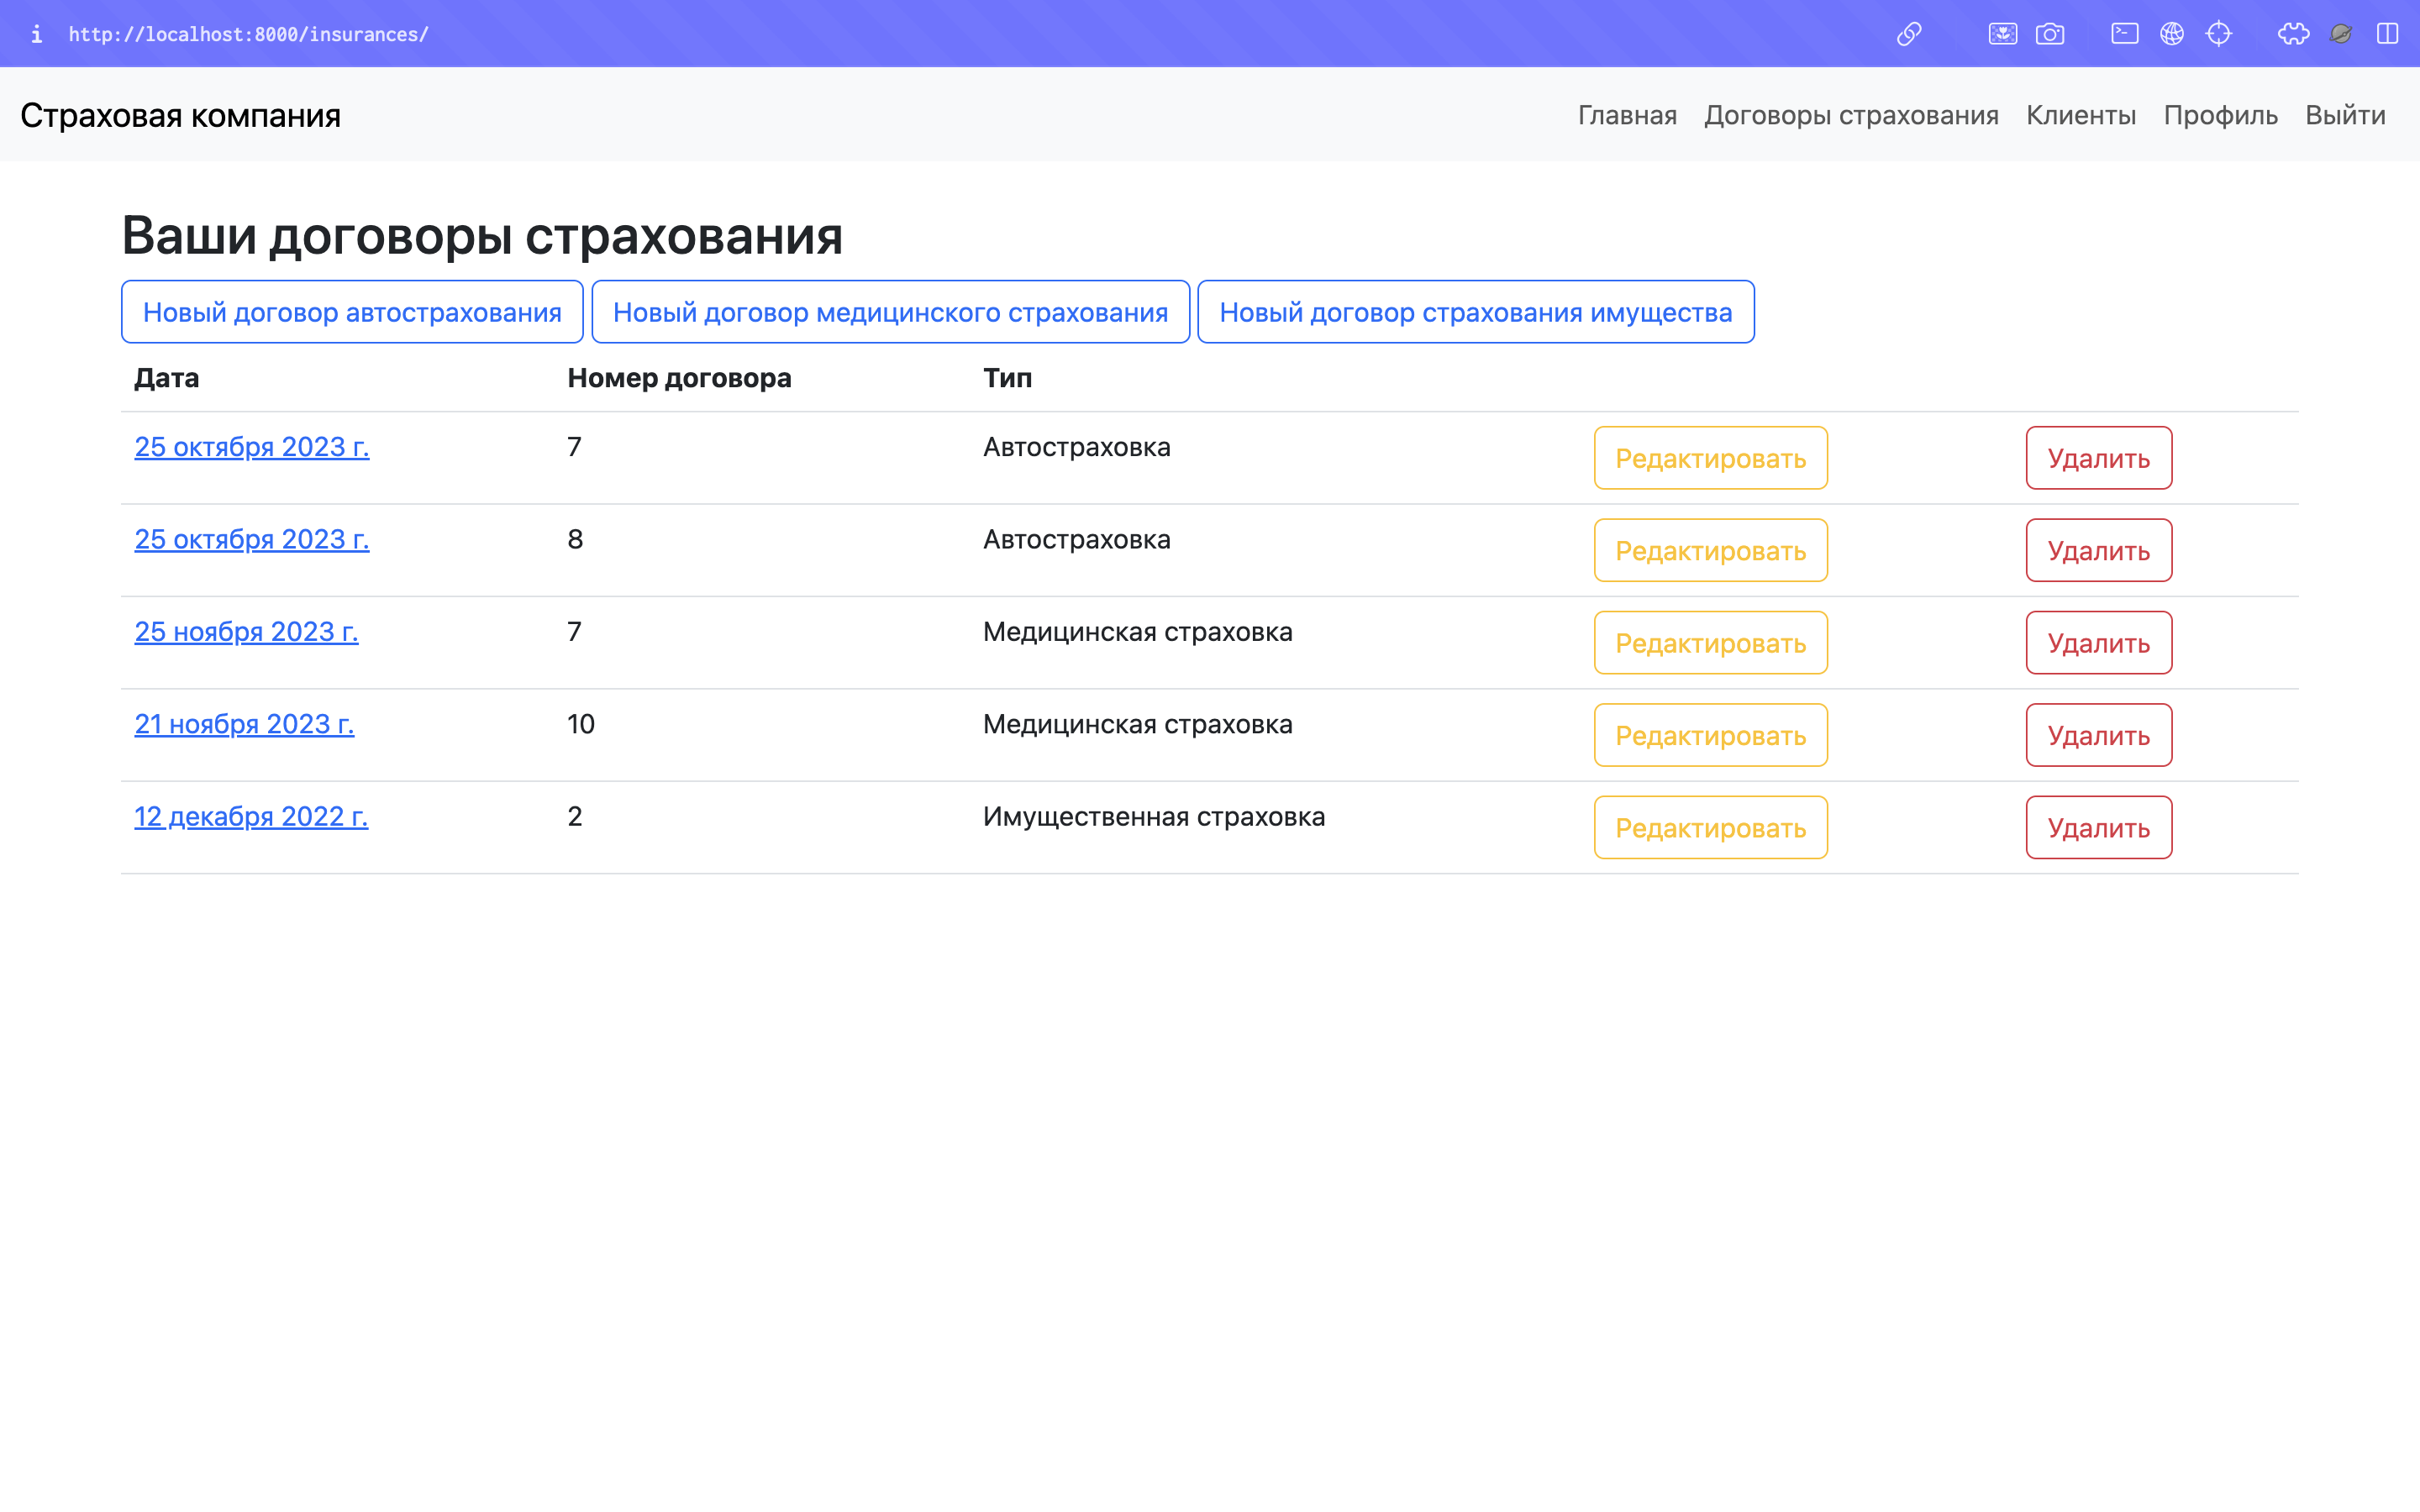 i http://localhost:8000/insurances/
Страховая компания Главная Договоры страхования Клиенты Профиль Выйти
Ваши договоры страхования
Новый договор автострахования Новый договор медицинского страхования Новый договор страхования имущества
Дата Номер договора Тип
25 октября 2023 г. 7 Автостраховка Редактировать Удалить
25 октября 2023 г. 8 Автостраховка Редактировать Удалить
25 ноября 2023 г. 7 Медицинская страховка Редактировать Удалить
21 ноября 2023 г. 10 Медицинская страховка Редактировать Удалить
12 декабря 2022 г. 2 Имущественная страховка Редактировать Удалить